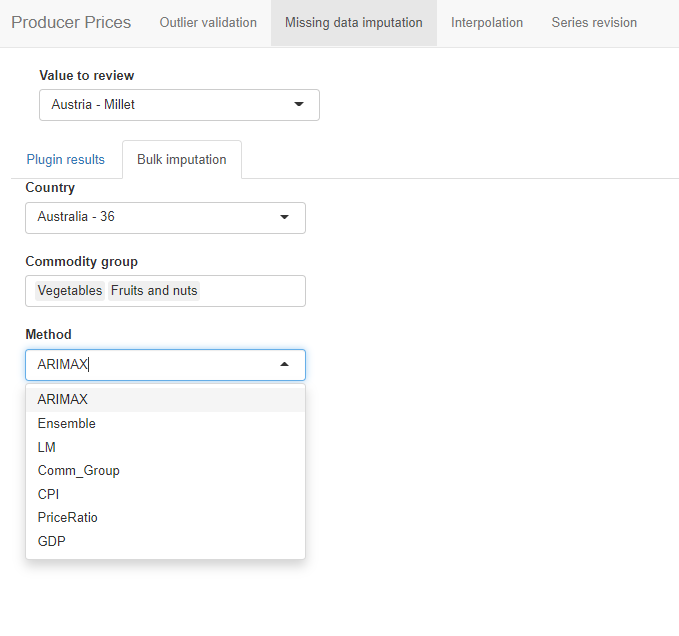 Producer Prices Outlier validation Missing data imputation Interpolation Series revision
Value to review
Austria - Millet
Plugin results Bulk imputation
Country
Australia - 36
Commodity group
Vegetables Fruits and nuts
Method
ARIMAX
ARIMAX
Ensemble
LM
Comm_Group
CPI
PriceRatio
GDP